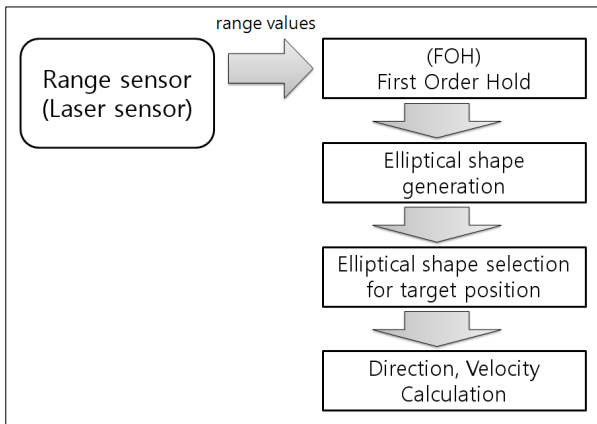 range values
Range sensor
(Laser sensor)
(FOH)
First Order Hold
Elliptical shape
generation
Elliptical shape selection
for target position
Direction, Velocity
Calculation